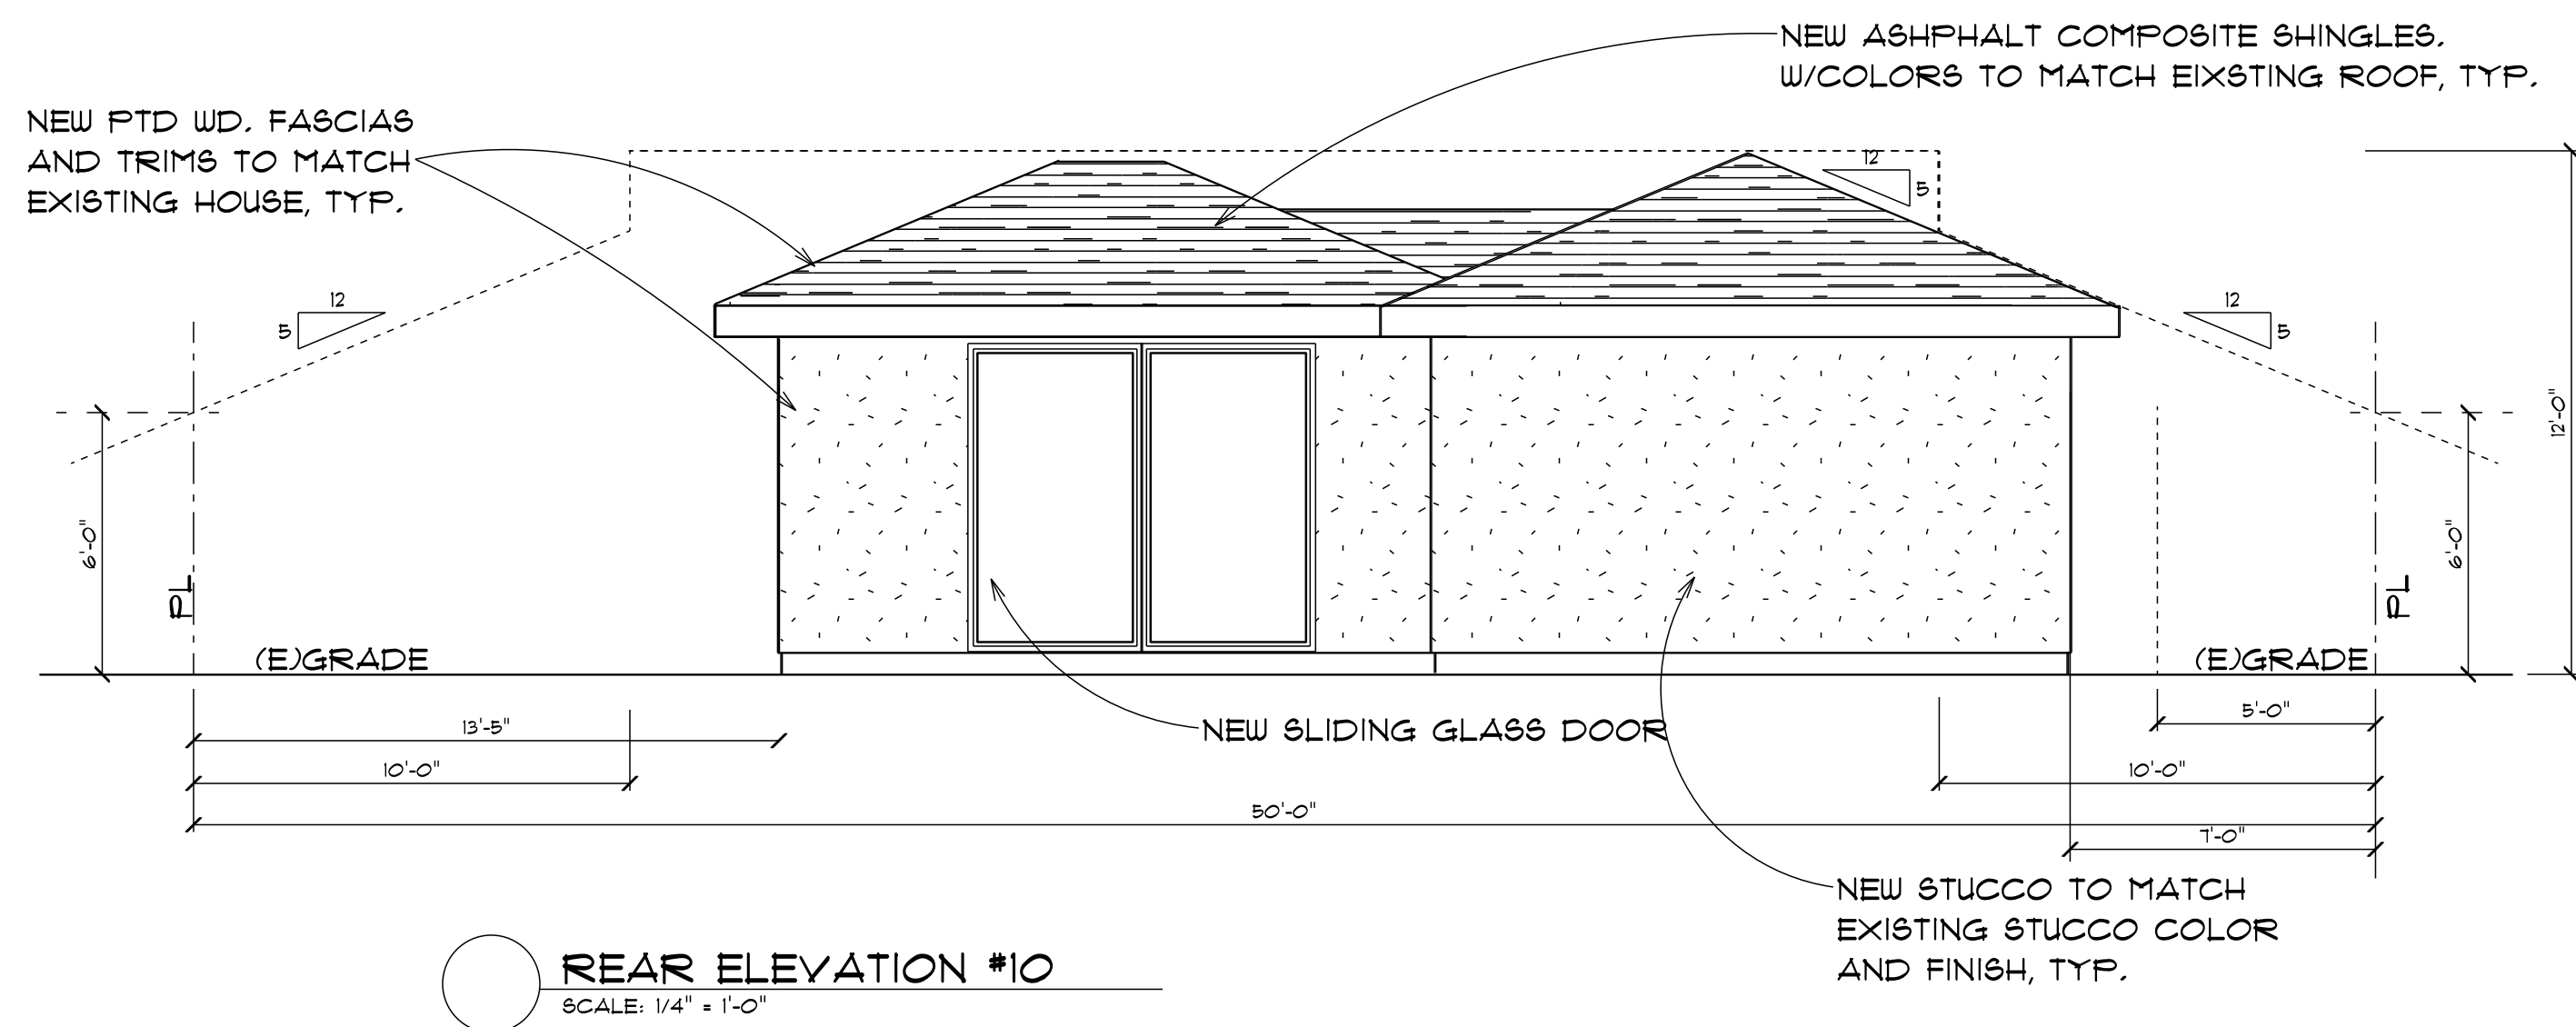 NEW ASHPHALT COMPOSITE SHINGLES.
W/COLORS TO MATCH EIXSTING ROOF, TYP.
NEW PTD WD. FASCIAS
AND TRIMS TO MATCH
EXISTING HOUSE, TYP.
12
5
12
5
12
5
12'-0"
6'-0"
6'-0"
PL
PL
(E)GRADE
(E)GRADE
13'-5"
NEW SLIDING GLASS DOOR
5'-0"
10'-0"
10'-0"
50'-0"
7'-0"
NEW STUCCO TO MATCH
EXISTING STUCCO COLOR
AND FINISH, TYP.
REAR ELEVATION #10
SCALE: 1/4" = 1'-0"